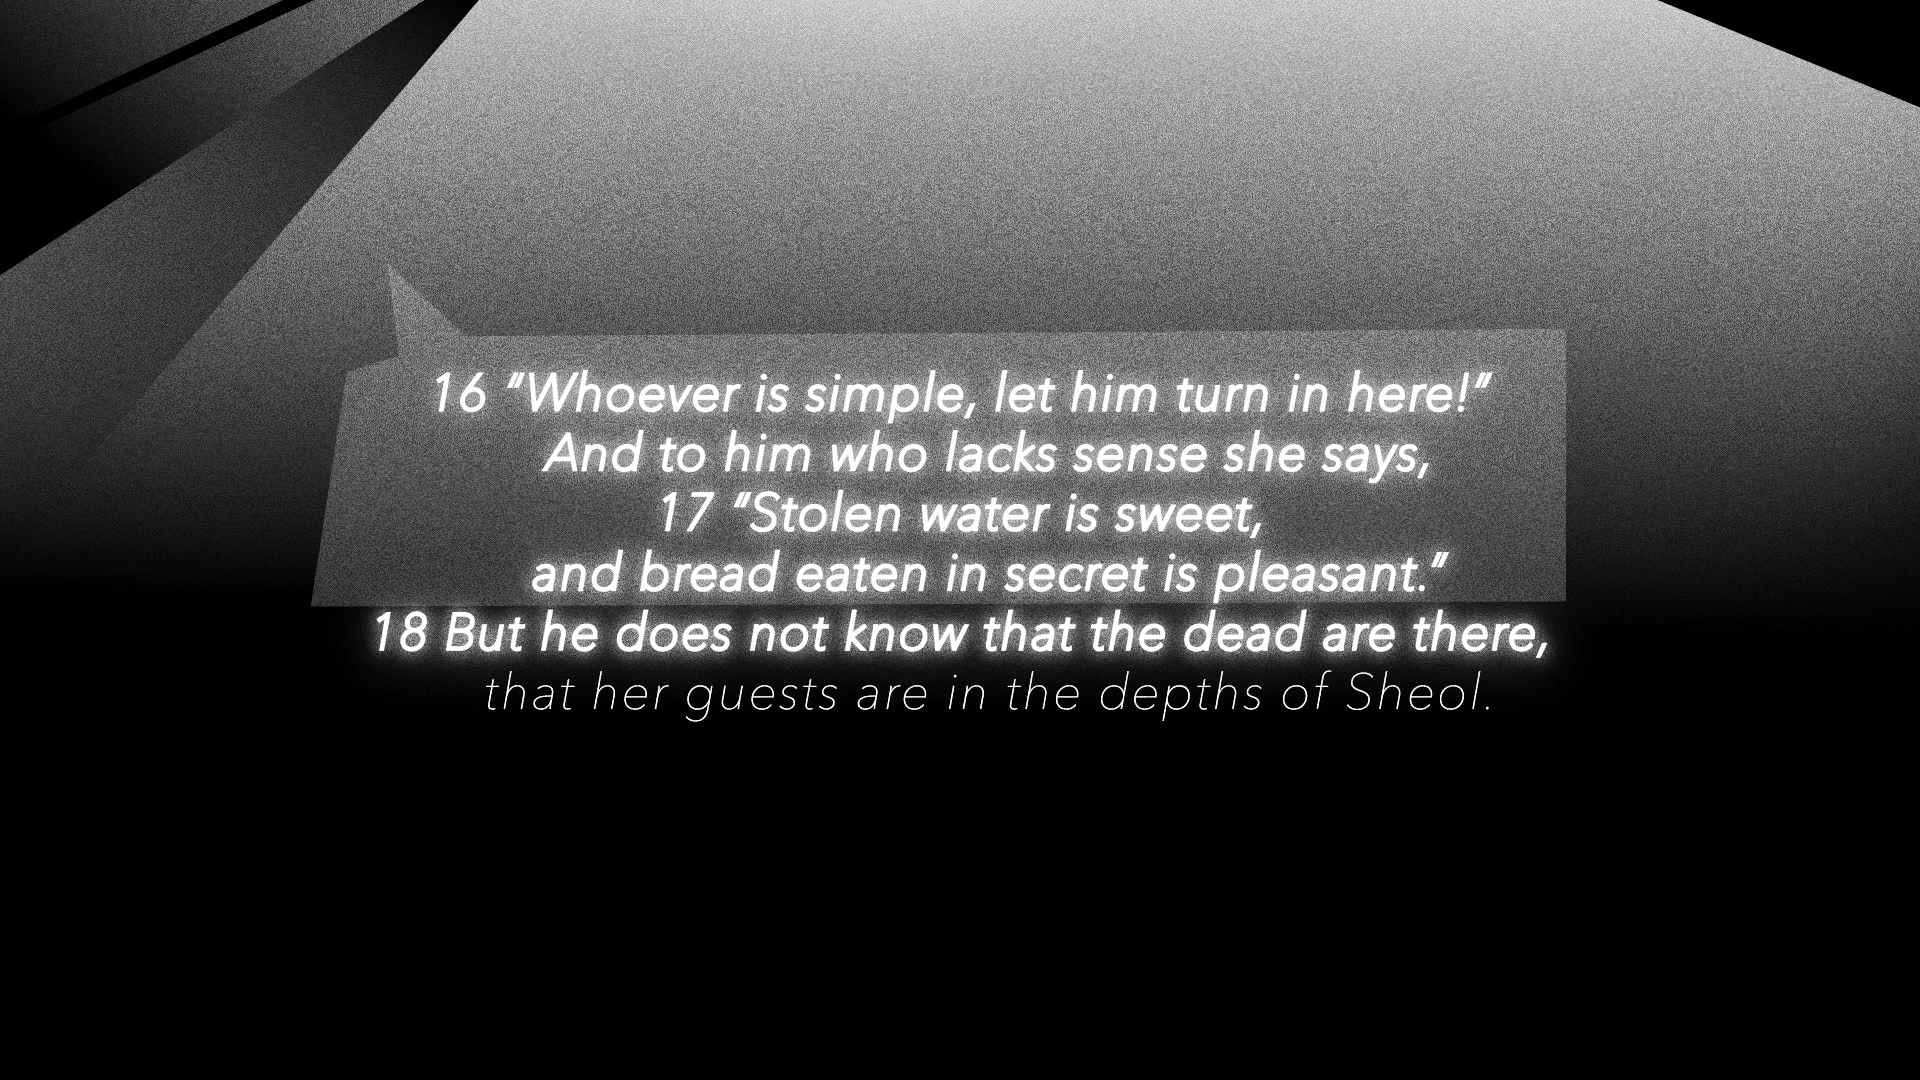 16 "Whoever is simple, let him turn in here!"
And to him who lacks sense she says,
17 "Stolen water is sweet,
and bread eaten in secret is pleasant."
18 But he does not know that the dead are there,
that her guests are in the depths of Sheol.